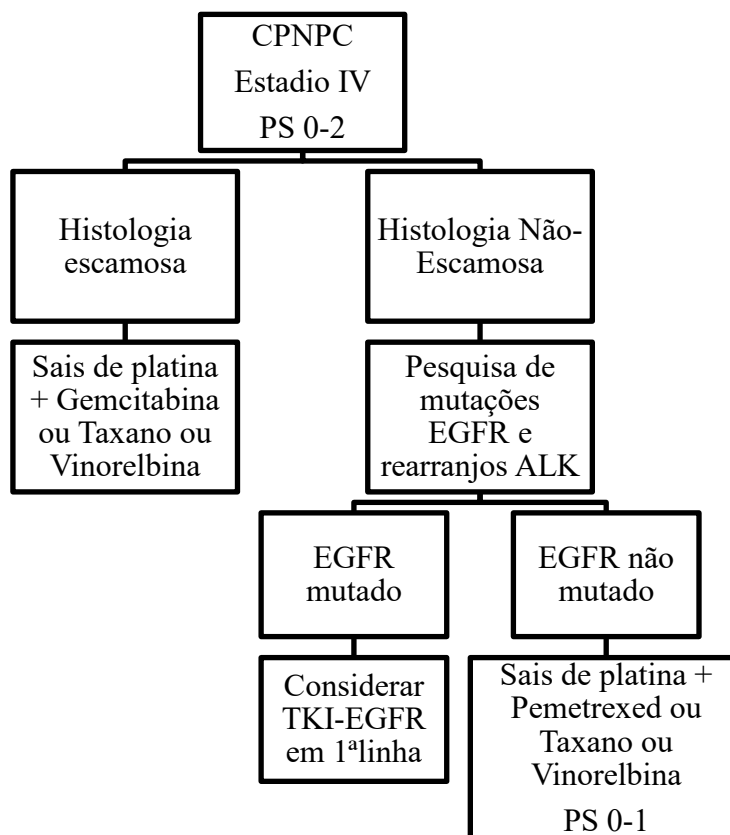 CPNPC
Estadio IV
PS 0-2
Histologia
escamosa
Histologia Não-
Escamosa
Sais de platina
+ Gemcitabina
ou Taxano ou
Vinorelbina
Pesquisa de
mutações
EGFR e
rearranjos ALK
EGFR
mutado
EGFR não
mutado
Considerar
TKI-EGFR
em 1ªlinha
Sais de platina +
Pemetrexed ou
Taxano ou
Vinorelbina
PS 0-1